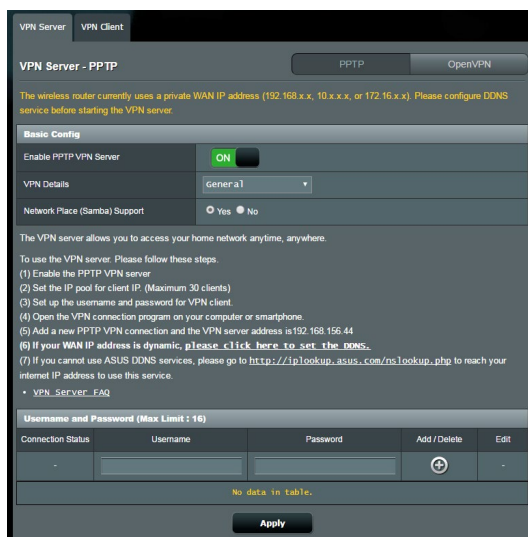 VPN Server VPN Client
VPN Server - PPTP PPTP OpenVPN
The wireless router currently uses a private WAN IP address (192.168.x.x, 10.x.x.x, or 172.16.x.x). Please configure DDNS
service before starting the VPN server.
Basic Config
Enable PPTP VPN Server ON
VPN Details General
Network Place (Samba) Support Yes No
The VPN server allows you to access your home network anytime, anywhere.
To use the VPN server. Please follow these steps.
(1) Enable the PPTP VPN server
(2) Set the IP pool for client IP. (Maximum 30 clients)
(3) Set up the username and password for VPN client.
(4) Open the VPN connection program on your computer or smartphone.
(5) Add a new PPTP VPN connection and the VPN server address is192.168.156.44
(6) If your WAN IP address is dynamic, please click here to set the DDNS.
(7) If you cannot use ASUS DDNS services, please go to http://iplookup.asus.com/nslookup.php to reach your
internet IP address to use this service.
• VPN Server FAQ
Username and Password (Max Limit : 16)
Connection Status Username Password Add / Delete Edit
- -
No data in table.
Apply